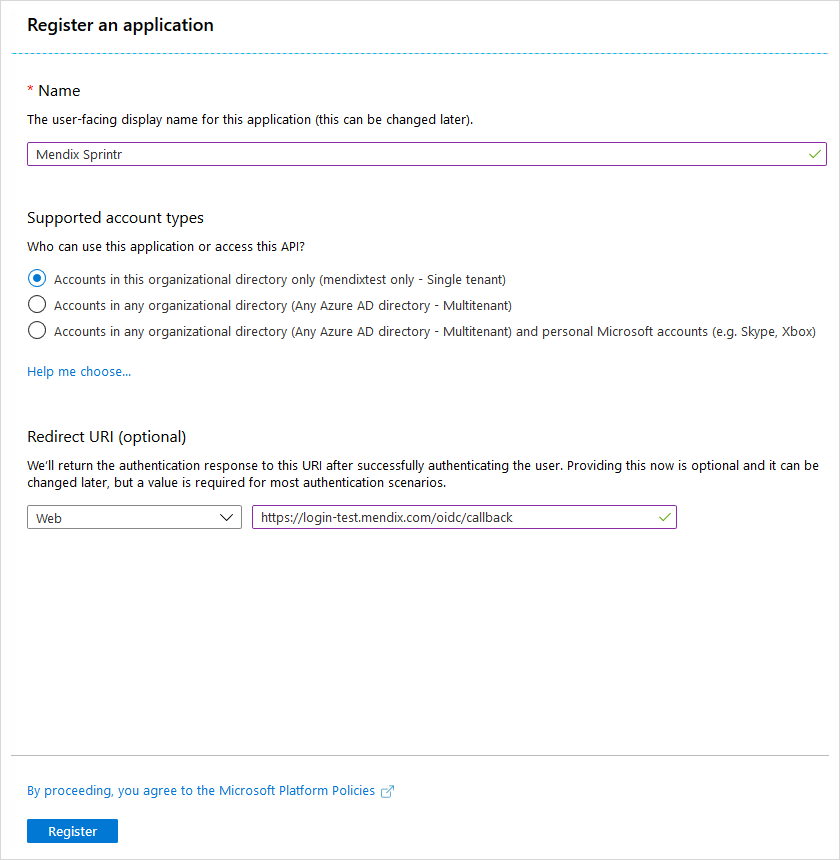 Register an application
* Name
The user-facing display name for this application (this can be changed later).
Mendix Sprintr
Supported account types
Who can use this application or access this API?
Accounts in this organizational directory only (mendixtest only - Single tenant)
Accounts in any organizational directory (Any Azure AD directory - Multitenant)
Accounts in any organizational directory (Any Azure AD directory - Multitenant) and personal Microsoft accounts (e.g. Skype, Xbox)
Help me choose...
Redirect URI (optional)
We'll return the authentication response to this URI after successfully authenticating the user. Providing this now is optional and it can be
changed later, but a value is required for most authentication scenarios.
Web https://login-test.mendix.com/oidc/callback
By proceeding, you agree to the Microsoft Platform Policies
Register